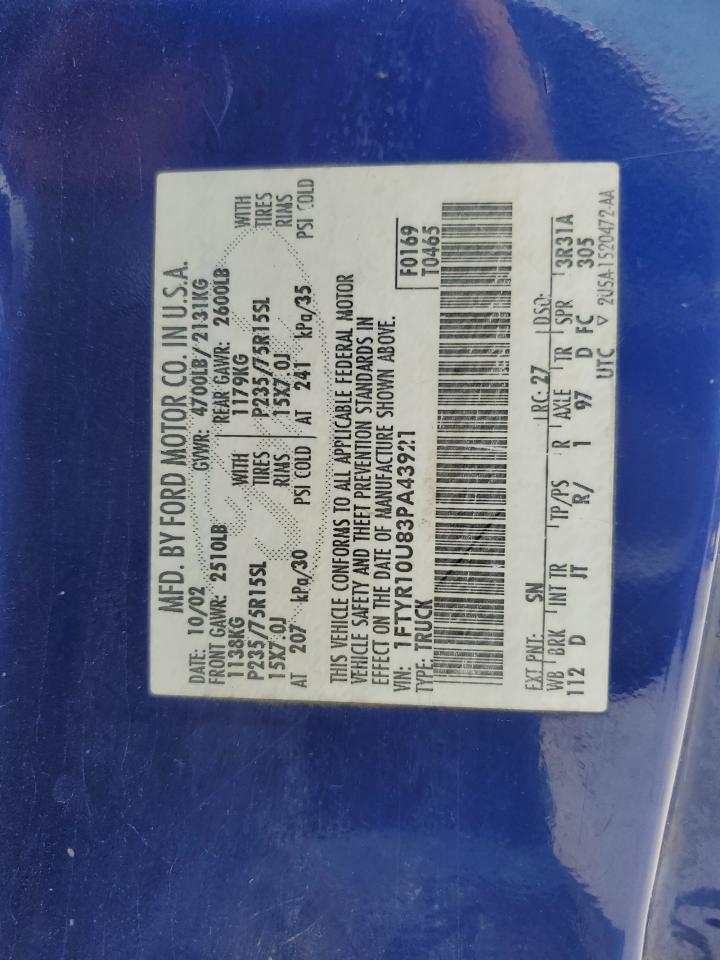 MFD. BY FORD MOTOR CO. IN U.S.A.
DATE: 10/02 GVWR: 4700LB/2131KG
FRONT GAWR: 2510LB REAR GAWR: 2600LB
1138KG WITH 1179KG WITH
P235/75R15SL TIRES P235/75R15SL TIRES
15X7.0J RIMS 15X7.0J RIMS
AT 207 kPa/30 PSI COLD AT 241 kPa/35 PSI COLD
THIS VEHICLE CONFORMS TO ALL APPLICABLE FEDERAL MOTOR
VEHICLE SAFETY AND THEFT PREVENTION STANDARDS IN
EFFECT ON THE DATE OF MANUFACTURE SHOWN ABOVE.
VIN: 1FTYR10U83PA43921 F0169
TYPE: TRUCK T0465
EXT PNT: SN RC: 27 DSO:
WB BRK INT TR TP/PS R AXLE TR SPR 3R31A
112 D JT R/ 1 97 D FC 305
UTC ▽ 2USA-1520472-AA